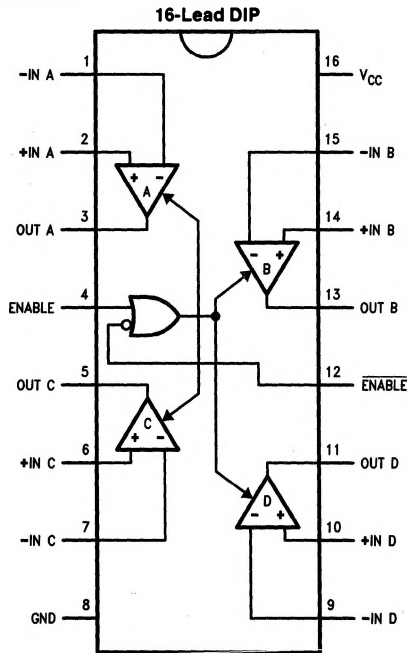 16-Lead DIP
1
-IN A
2
+IN A
3
OUT A
4
ENABLE
5
OUT C
6
+IN C
7
-IN C
8
GND
16
VCC
15
-IN B
14
+IN B
13
OUT B
12
ENABLE
11
OUT D
10
+IN D
9
-IN D
+ -
A
- +
B
C
+ -
D
- +